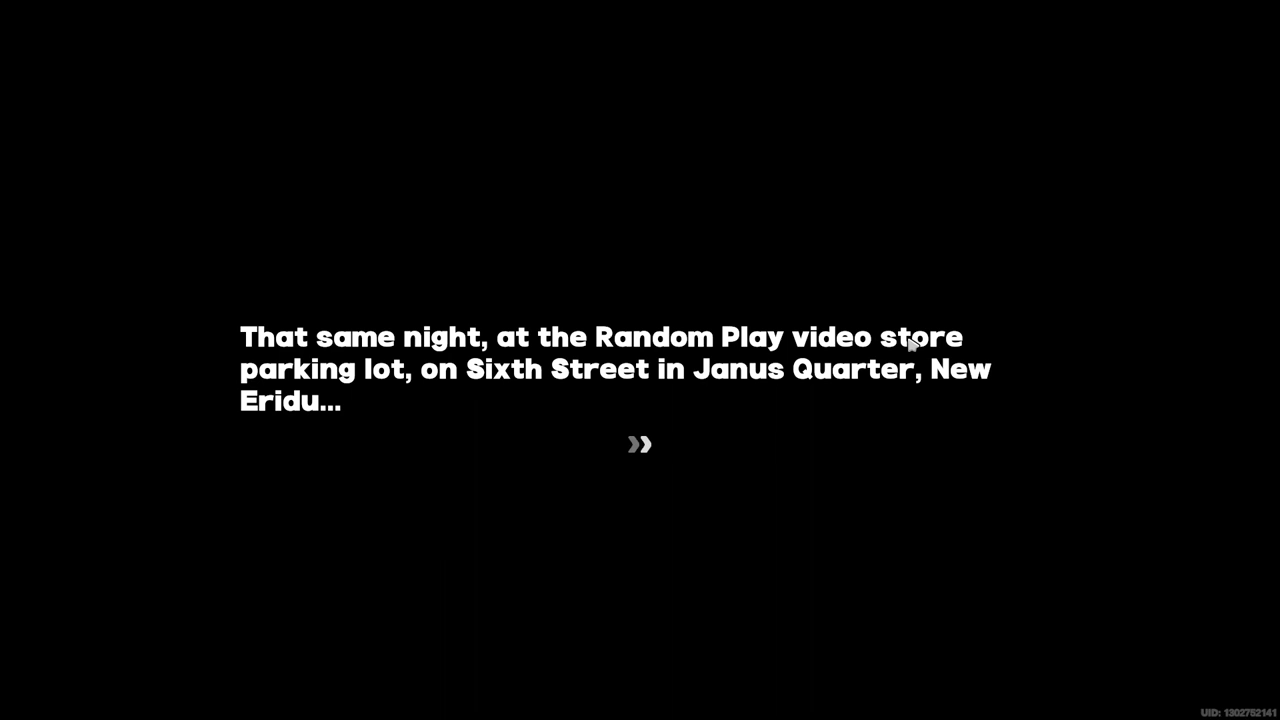 That same night, at the Random Play video store
parking lot, on Sixth Street in Janus Quarter, New
Eridu...
UID: 1302752141